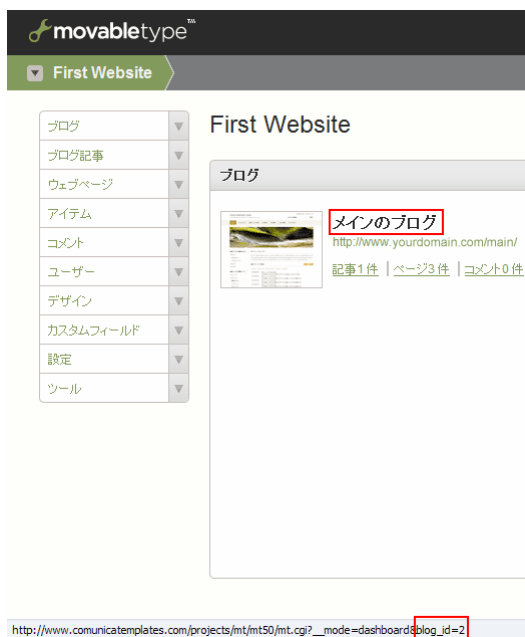 movabletype™
First Website
ブログ
ブログ記事
ウェブページ
アイテム
コメント
ユーザー
デザイン
カスタムフィールド
設定
ツール
First Website
ブログ
メインのブログ
http://www.yourdomain.com/main/
記事1件 | ページ3件 | コメント0件
http://www.comunicatemplates.com/projects/mt/mt50/mt.cgi?__mode=dashboard&blog_id=2